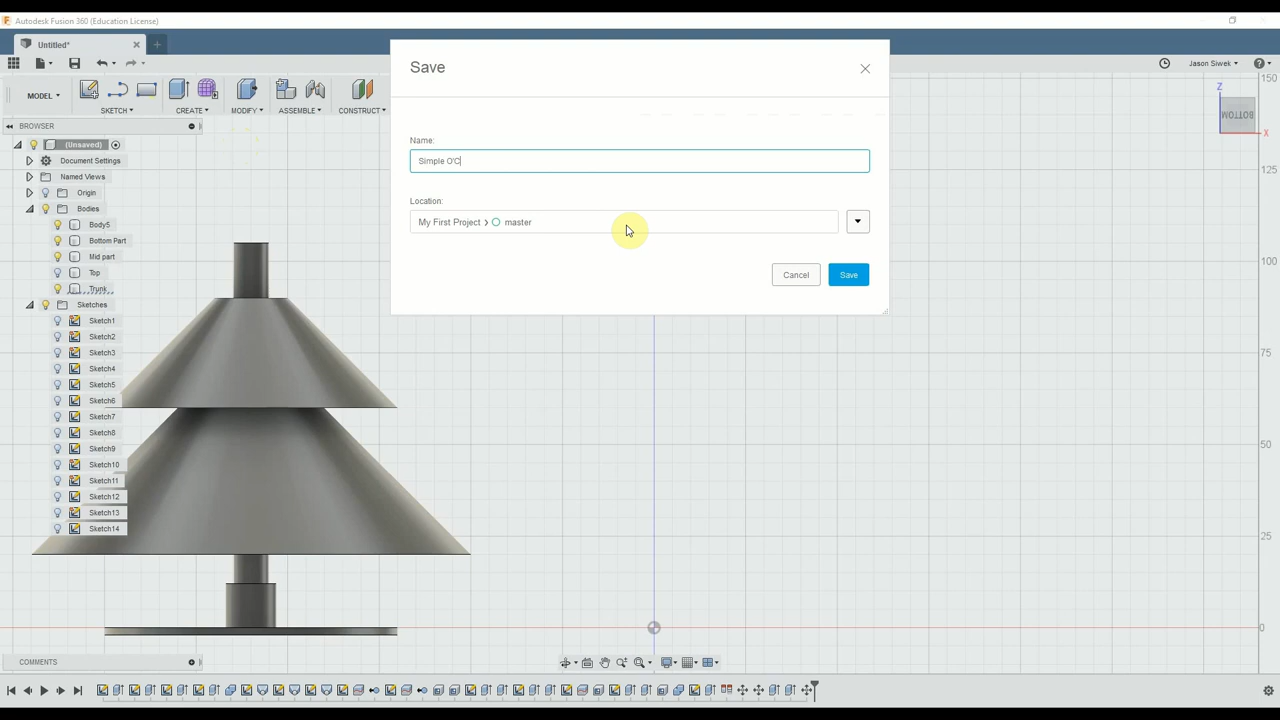 Autodesk Fusion 360 (Education License)
Untitled*
Jason Siwek
MODEL
SKETCH
CREATE
MODIFY
ASSEMBLE
CONSTRUCT
BROWSER
(Unsaved)
Document Settings
Named Views
Origin
Bodies
Body5
Bottom Part
Mid part
Top
Trunk
Sketches
Sketch1
Sketch2
Sketch3
Sketch4
Sketch5
Sketch6
Sketch7
Sketch8
Sketch9
Sketch10
Sketch11
Sketch12
Sketch13
Sketch14
Save
Name:
Simple O'C
Location:
My First Project > master
Cancel
Save
Z
BOTTOM
X
150
125
100
75
50
25
0
COMMENTS